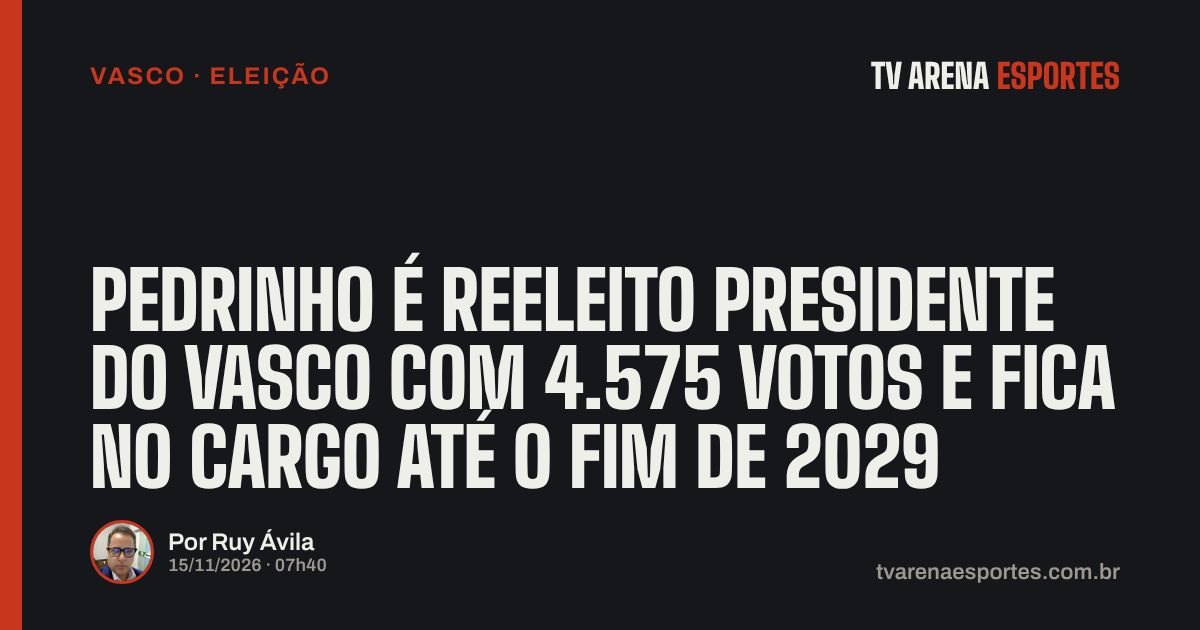 VASCO · ELEIÇÃO
TV ARENA ESPORTES
PEDRINHO É REELEITO PRESIDENTE
DO VASCO COM 4.575 VOTOS E FICA
NO CARGO ATÉ O FIM DE 2029
Por Ruy Ávila
15/11/2026 · 07h40
tvarenaesportes.com.br